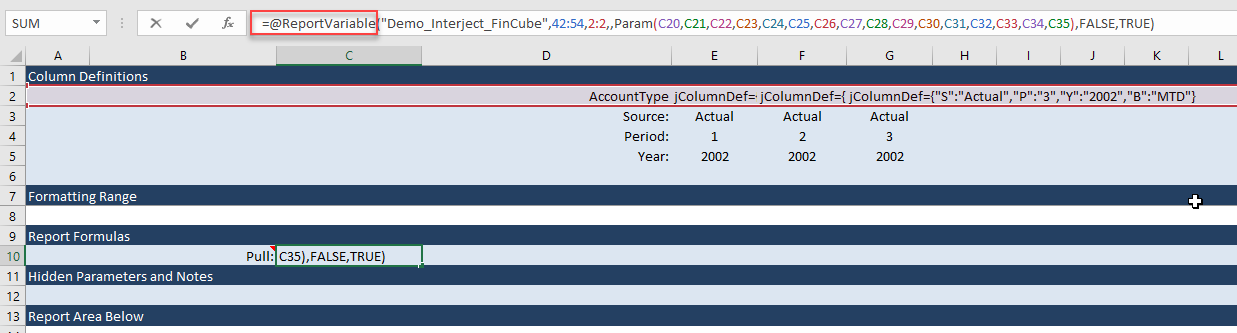 SUM =@ReportVariable("Demo_Interject_FinCube",42:54,2:2,,Param(C20,C21,C22,C23,C24,C25,C26,C27,C28,C29,C30,C31,C32,C33,C34,C35),FALSE,TRUE)
A B C D E F G H I J K L
1 Column Definitions
2 AccountType jColumnDef= jColumnDef={ jColumnDef={"S":"Actual","P":"3","Y":"2002","B":"MTD"}
3 Source: Actual Actual Actual
4 Period: 1 2 3
5 Year: 2002 2002 2002
6
7 Formatting Range
8
9 Report Formulas
10 Pull: C35),FALSE,TRUE)
11 Hidden Parameters and Notes
12
13 Report Area Below